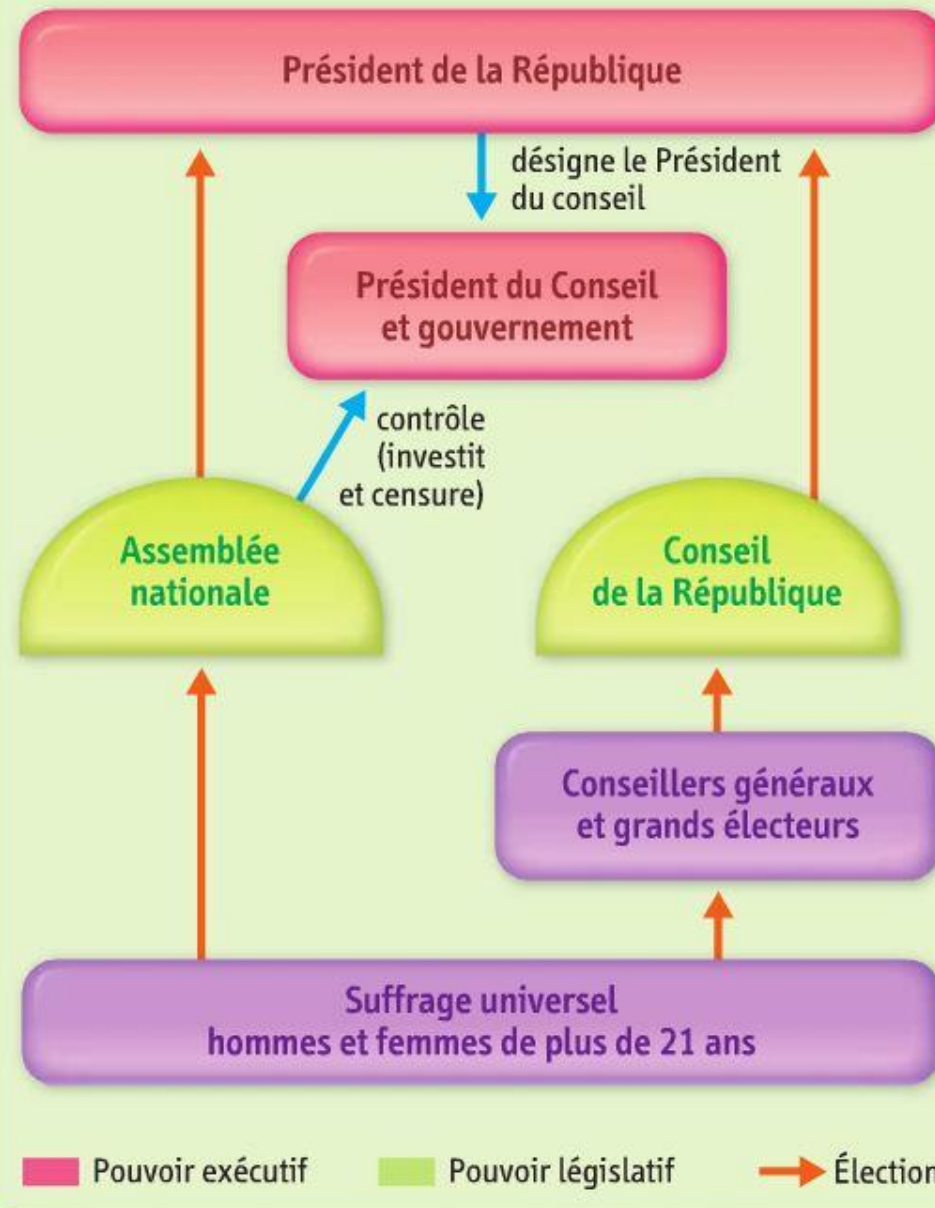 Président de la République
désigne le Président
du conseil
Président du Conseil
et gouvernement
contrôle
(investit
et censure)
Assemblée
nationale
Conseil
de la République
Conseillers généraux
et grands électeurs
Suffrage universel
hommes et femmes de plus de 21 ans
Pouvoir exécutif
Pouvoir législatif
Élection